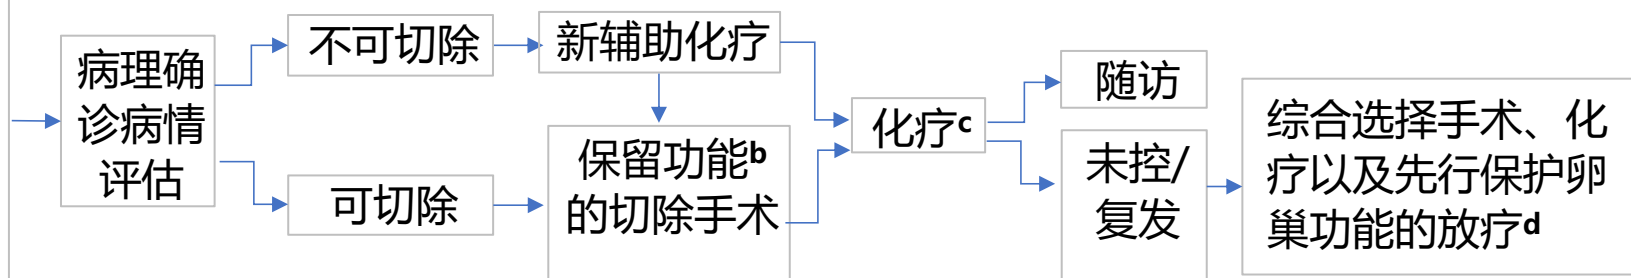 病理确
诊病情
评估
不可切除
可切除
新辅助化疗
保留功能b
的切除手术
化疗c
随访
未控/
复发
综合选择手术、化
疗以及先行保护卵
巢功能的放疗d